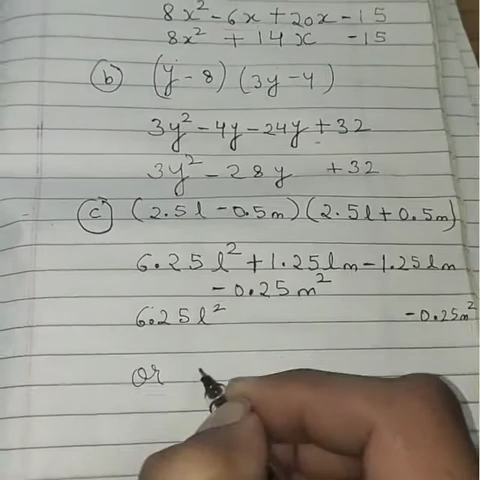 8x² - 6x + 20x - 15
8x² + 14x - 15
(b) (y - 8) (3y - 4)
3y² - 4y - 24y + 32
3y² - 28y + 32
(c) (2.5l - 0.5m) (2.5l + 0.5m)
6.25l² + 1.25lm - 1.25lm
- 0.25m²
6.25l² - 0.25m²
Or